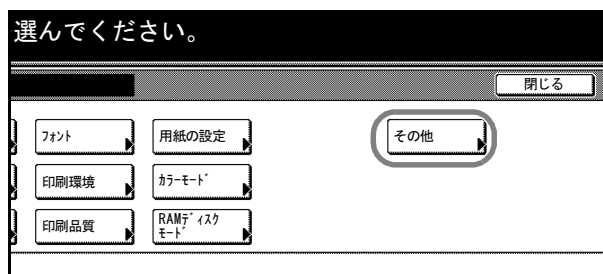 選んでください。
閉じる
ﾌｫﾝﾄ
用紙の設定
その他
印刷環境
ｶﾗｰﾓｰﾄﾞ
印刷品質
RAMﾃﾞｨｽｸ
ﾓｰﾄﾞ